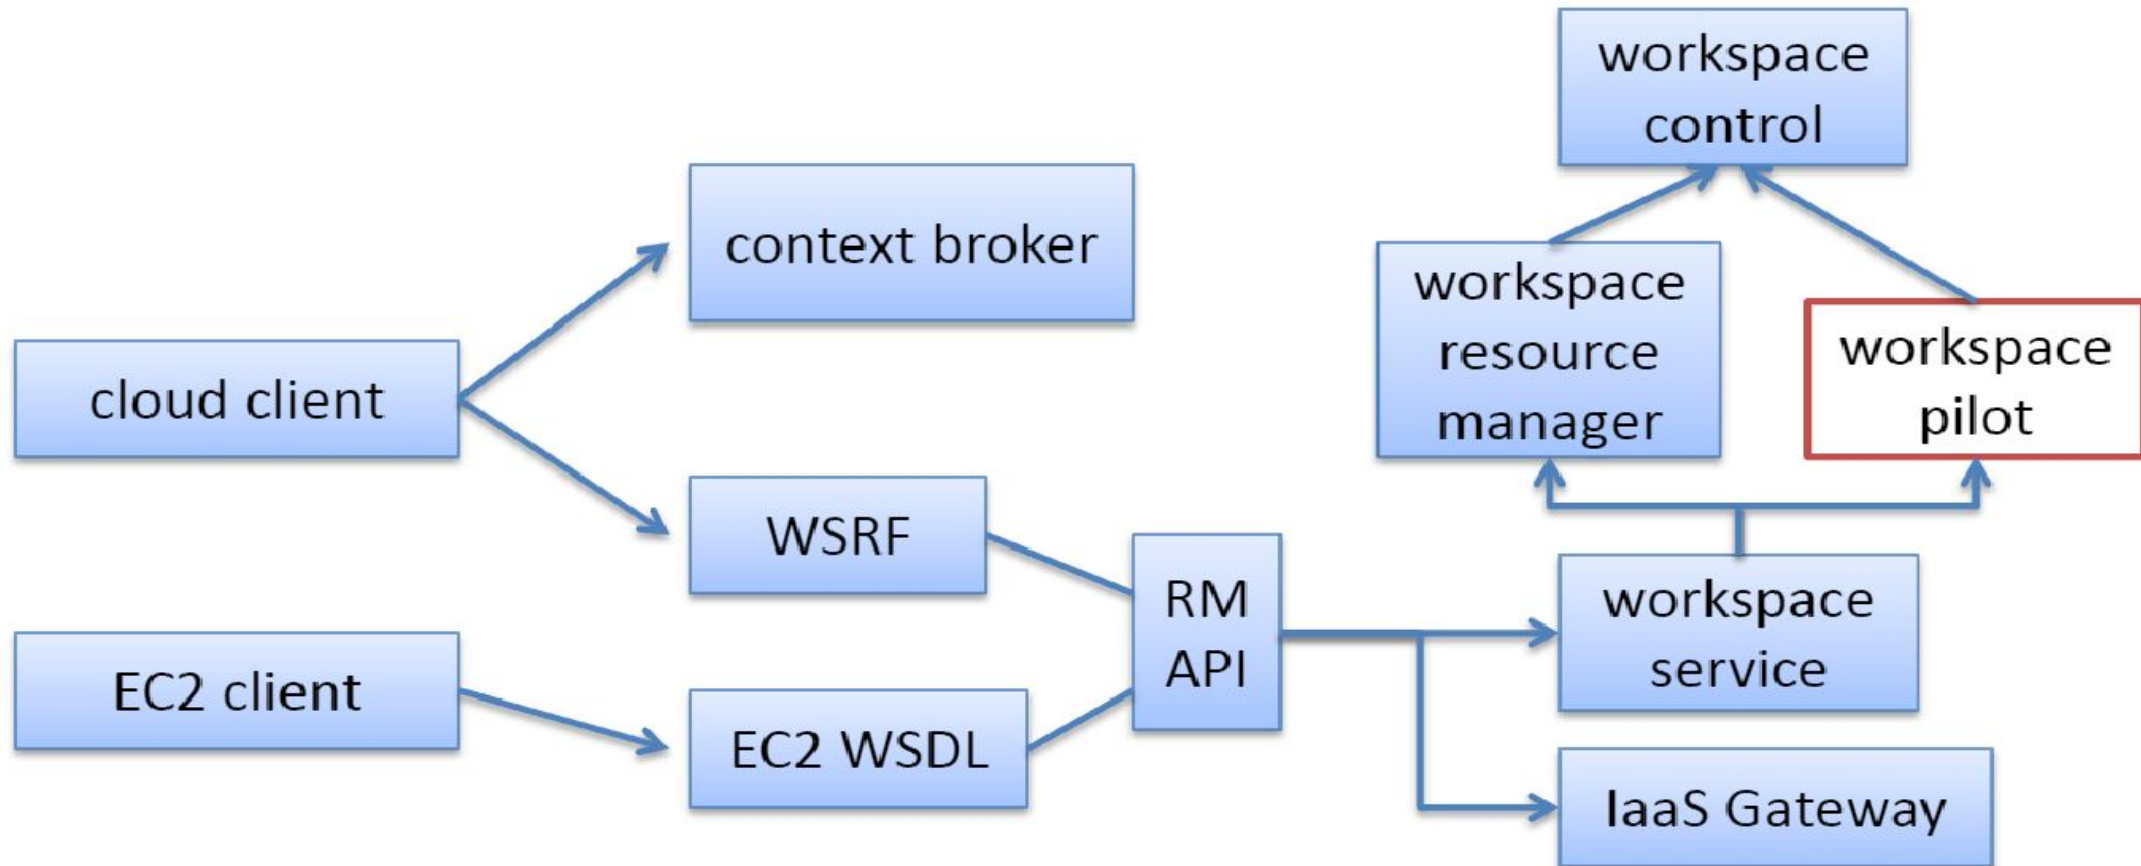 workspace
control
context broker
workspace
resource
manager
workspace
pilot
cloud client
WSRF
RM
API
workspace
service
EC2 client
EC2 WSDL
IaaS Gateway